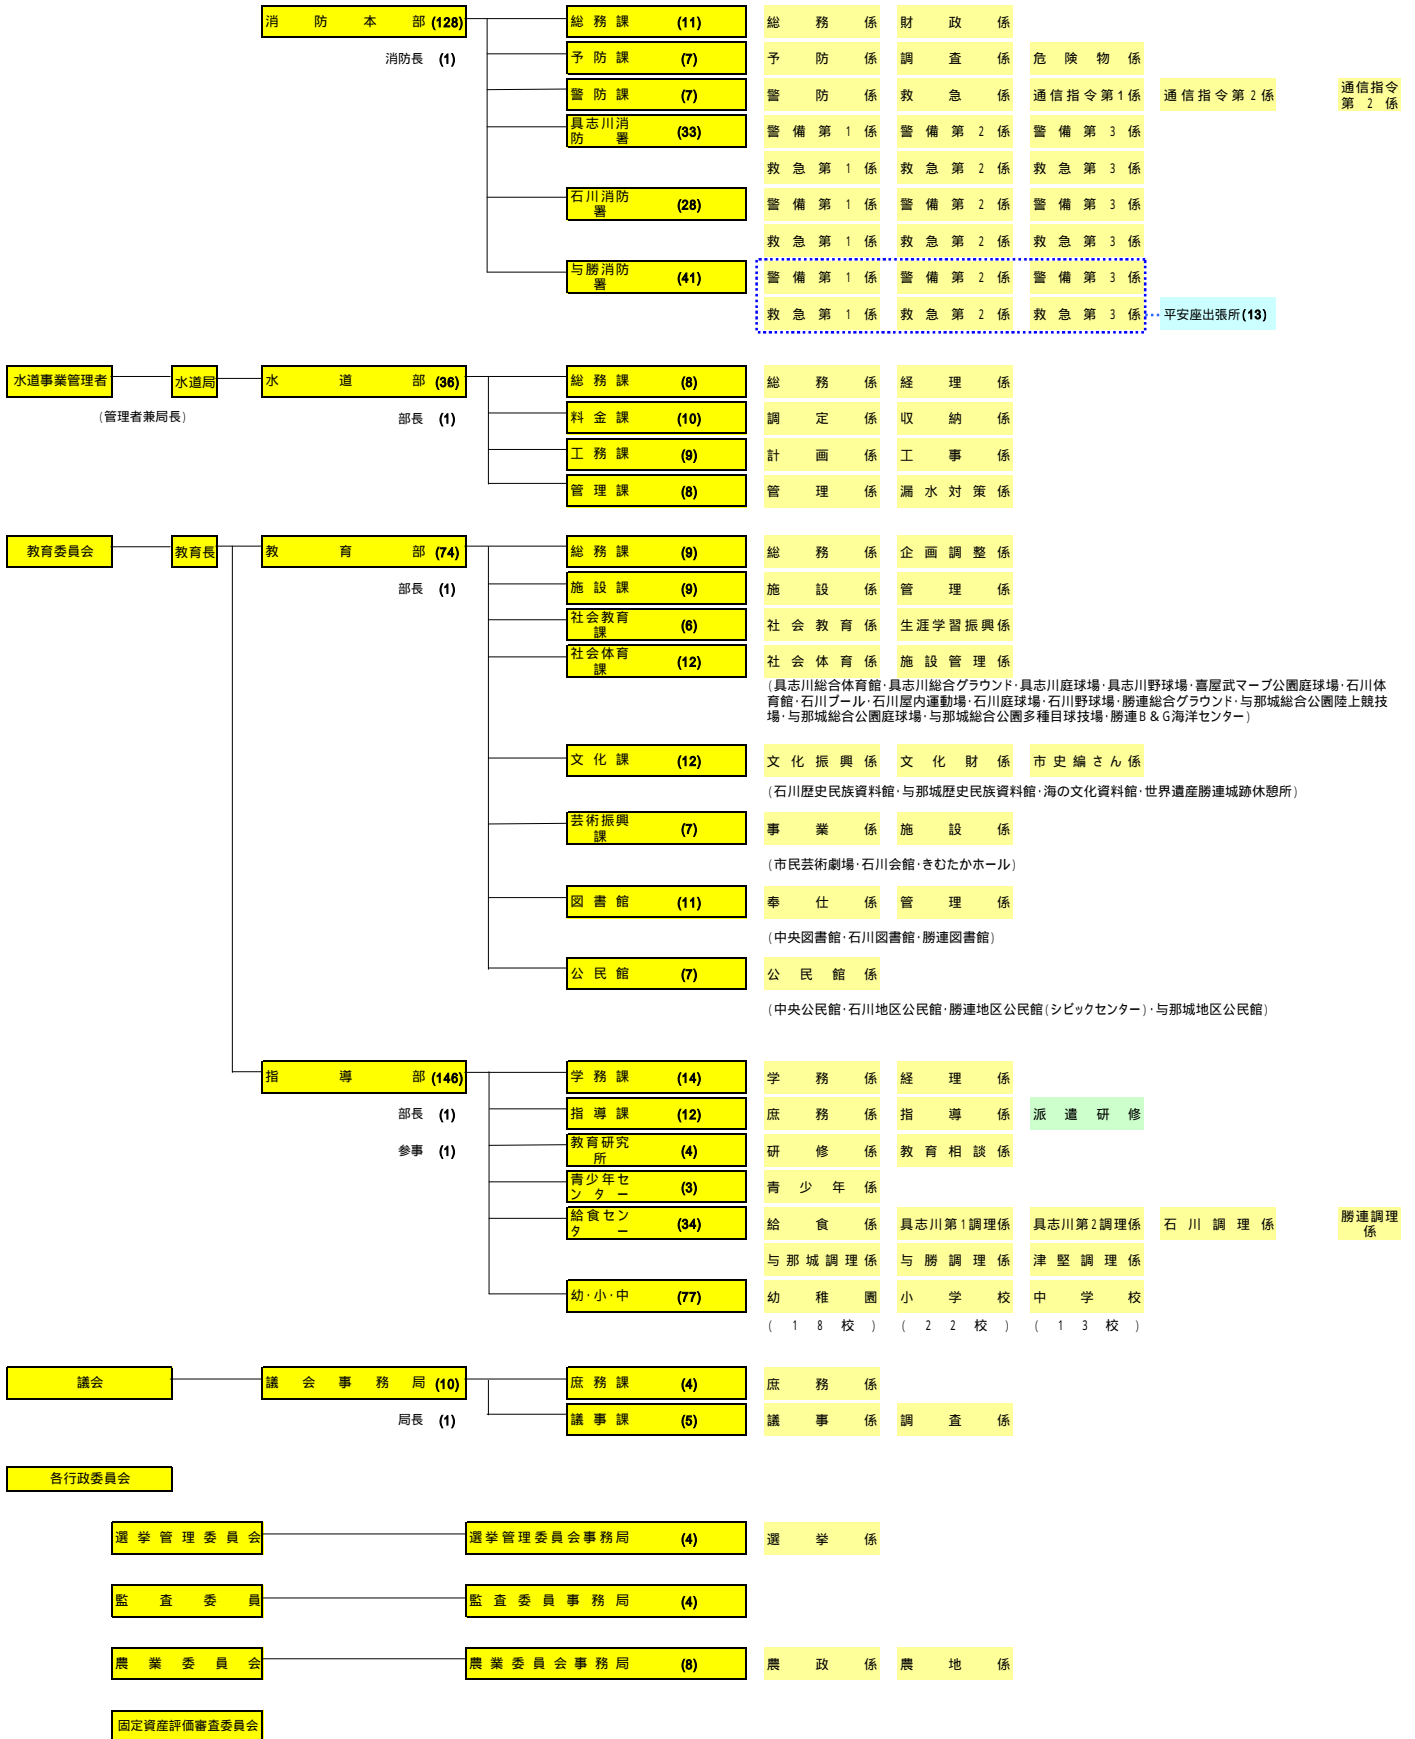 消防本部 (128) 総務課 (11) 総務係 財政係
消防長 (1) 予防課 (7) 予防係 調査係 危険物係
警防課 (7) 警防係 救急係 通信指令第1係 通信指令第2係 通信指令第2係
具志川消防署 (33) 警備第1係 警備第2係 警備第3係
救急第1係 救急第2係 救急第3係
石川消防署 (28) 警備第1係 警備第2係 警備第3係
救急第1係 救急第2係 救急第3係
与勝消防署 (41) 警備第1係 警備第2係 警備第3係
救急第1係 救急第2係 救急第3係 平安座出張所(13)
水道事業管理者 水道局 水道部 (36) 総務課 (8) 総務係 経理係
(管理者兼局長) 部長 (1) 料金課 (10) 調定係 収納係
工務課 (9) 計画係 工事係
管理課 (8) 管理係 漏水対策係
教育委員会 教育長 教育部 (74) 総務課 (9) 総務係 企画調整係
部長 (1) 施設課 (9) 施設係 管理係
社会教育課 (6) 社会教育係 生涯学習振興係
社会体育課 (12) 社会体育係 施設管理係
(具志川総合体育館・具志川総合グラウンド・具志川庭球場・具志川野球場・喜屋武マーブ公園庭球場・石川体
育館・石川プール・石川屋内運動場・石川庭球場・石川野球場・勝連総合グラウンド・与那城総合公園陸上競技
場・与那城総合公園庭球場・与那城総合公園多種目球技場・勝連B&G海洋センター)
文化課 (12) 文化振興係 文化財係 市史編さん係
(石川歴史民族資料館・与那城歴史民族資料館・海の文化資料館・世界遺産勝連城跡休憩所)
芸術振興課 (7) 事業係 施設係
(市民芸術劇場・石川会館・きむたかホール)
図書館 (11) 奉仕係 管理係
(中央図書館・石川図書館・勝連図書館)
公民館 (7) 公民館係
(中央公民館・石川地区公民館・勝連地区公民館(シビックセンター)・与那城地区公民館)
指導部 (146) 学務課 (14) 学務係 経理係
部長 (1) 指導課 (12) 庶務係 指導係 派遣研修
参事 (1) 教育研究所 (4) 研修係 教育相談係
青少年センター (3) 青少年係
給食センター (34) 給食係 具志川第1調理係 具志川第2調理係 石川調理係 勝連調理係
与那城調理係 与勝調理係 津堅調理係
幼・小・中 (77) 幼稚園 小学校 中学校
(18校) (22校) (13校)
議会 議会事務局 (10) 庶務課 (4) 庶務係
局長 (1) 議事課 (5) 議事係 調査係
各行政委員会
選挙管理委員会 選挙管理委員会事務局 (4) 選挙係
監査委員 監査委員事務局 (4)
農業委員会 農業委員会事務局 (8) 農政係 農地係
固定資産評価審査委員会